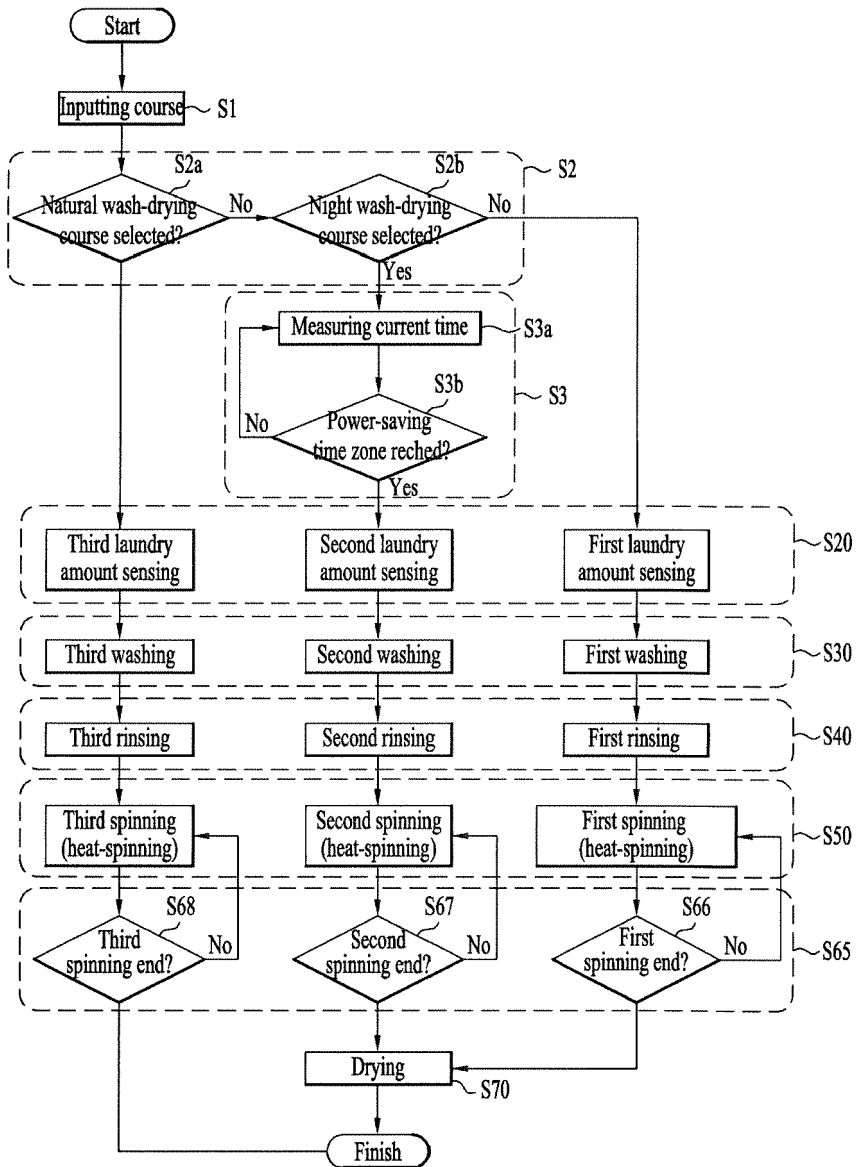 Start
Inputting course
S1
S2a
S2b
S2
Natural wash-drying
course selected?
No
Night wash-drying
course selected?
No
Yes
Measuring current time
S3a
S3b
S3
No
Power-saving
time zone reched?
Yes
Third laundry
amount sensing
Second laundry
amount sensing
First laundry
amount sensing
S20
Third washing
Second washing
First washing
S30
Third rinsing
Second rinsing
First rinsing
S40
Third spinning
(heat-spinning)
Second spinning
(heat-spinning)
First spinning
(heat-spinning)
S50
S68
S67
S66
Third
spinning end?
No
Second
spinning end?
No
First
spinning end?
No
S65
Drying
S70
Finish